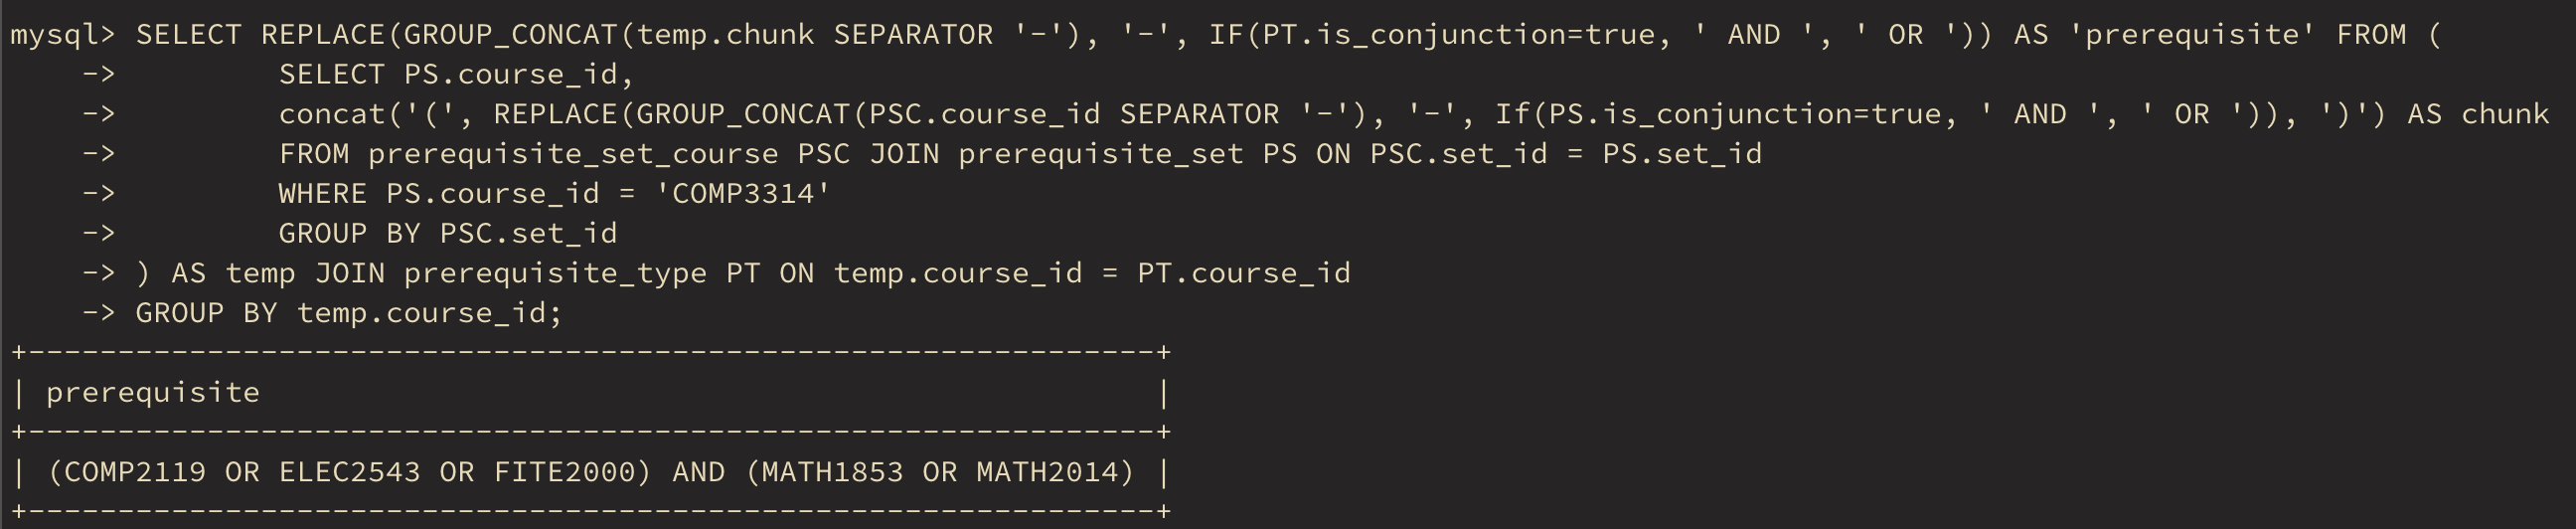 mysql> SELECT REPLACE(GROUP_CONCAT(temp.chunk SEPARATOR '-'), '-', IF(PT.is_conjunction=true, ' AND ', ' OR ')) AS 'prerequisite' FROM (
    ->         SELECT PS.course_id,
    ->         concat('(', REPLACE(GROUP_CONCAT(PSC.course_id SEPARATOR '-'), '-', If(PS.is_conjunction=true, ' AND ', ' OR ')), ')') AS chunk
    ->         FROM prerequisite_set_course PSC JOIN prerequisite_set PS ON PSC.set_id = PS.set_id
    ->         WHERE PS.course_id = 'COMP3314'
    ->         GROUP BY PSC.set_id
    -> ) AS temp JOIN prerequisite_type PT ON temp.course_id = PT.course_id
    -> GROUP BY temp.course_id;
+---------------------------------------------------------------+
| prerequisite                                                  |
+---------------------------------------------------------------+
| (COMP2119 OR ELEC2543 OR FITE2000) AND (MATH1853 OR MATH2014) |
+---------------------------------------------------------------+